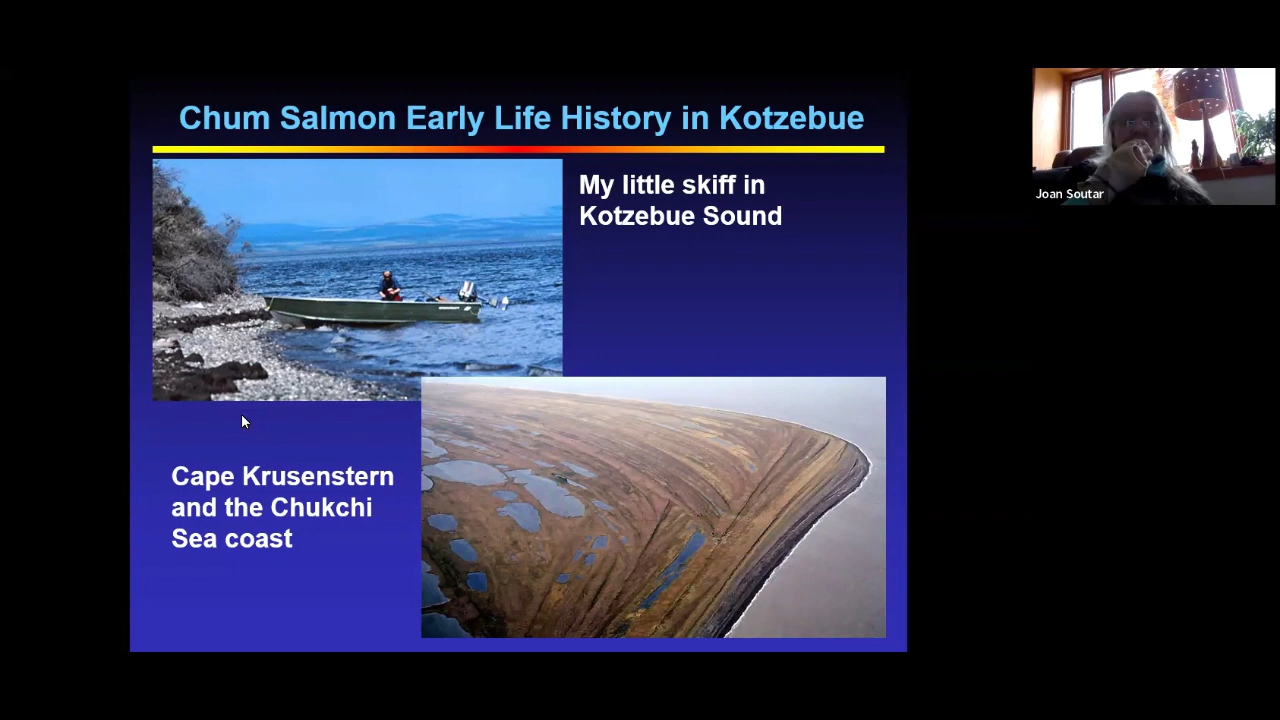 Chum Salmon Early Life History in Kotzebue
My little skiff in
Kotzebue Sound
Joan Soutar
Cape Krusenstern
and the Chukchi
Sea coast